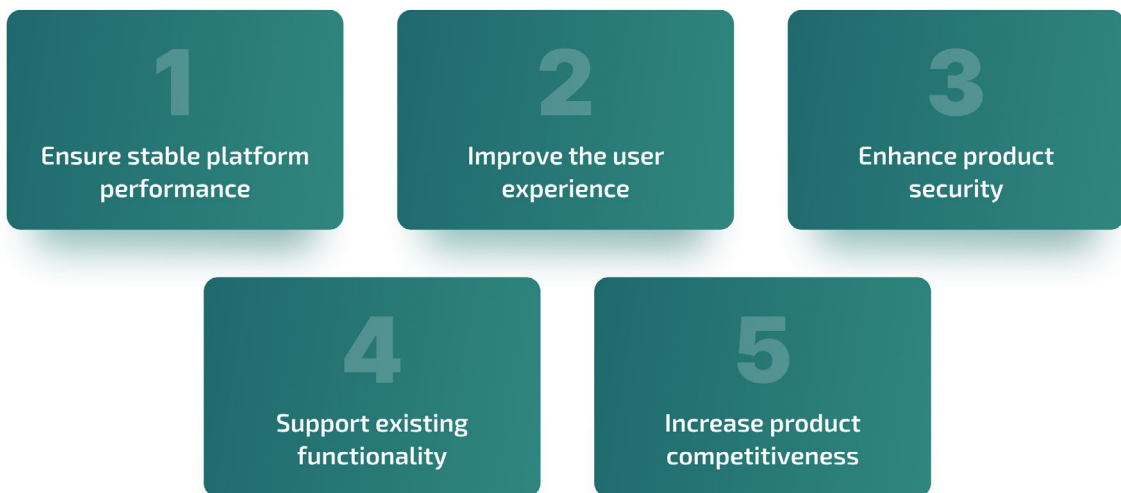 1
Ensure stable platform
performance
2
Improve the user
experience
3
Enhance product
security
4
Support existing
functionality
5
Increase product
competitiveness